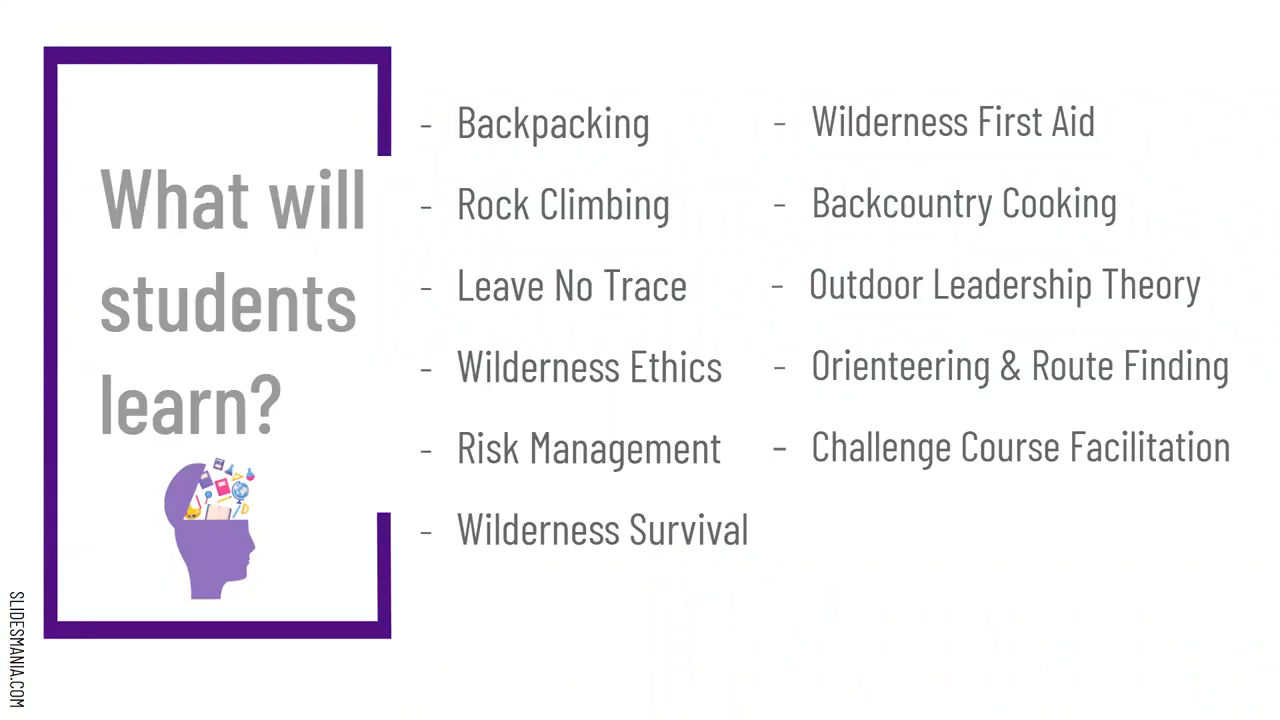 What will
students
learn?
- Backpacking
- Rock Climbing
- Leave No Trace
- Wilderness Ethics
- Risk Management
- Wilderness Survival
- Wilderness First Aid
- Backcountry Cooking
- Outdoor Leadership Theory
- Orienteering & Route Finding
- Challenge Course Facilitation
SLIDESMANIA.COM